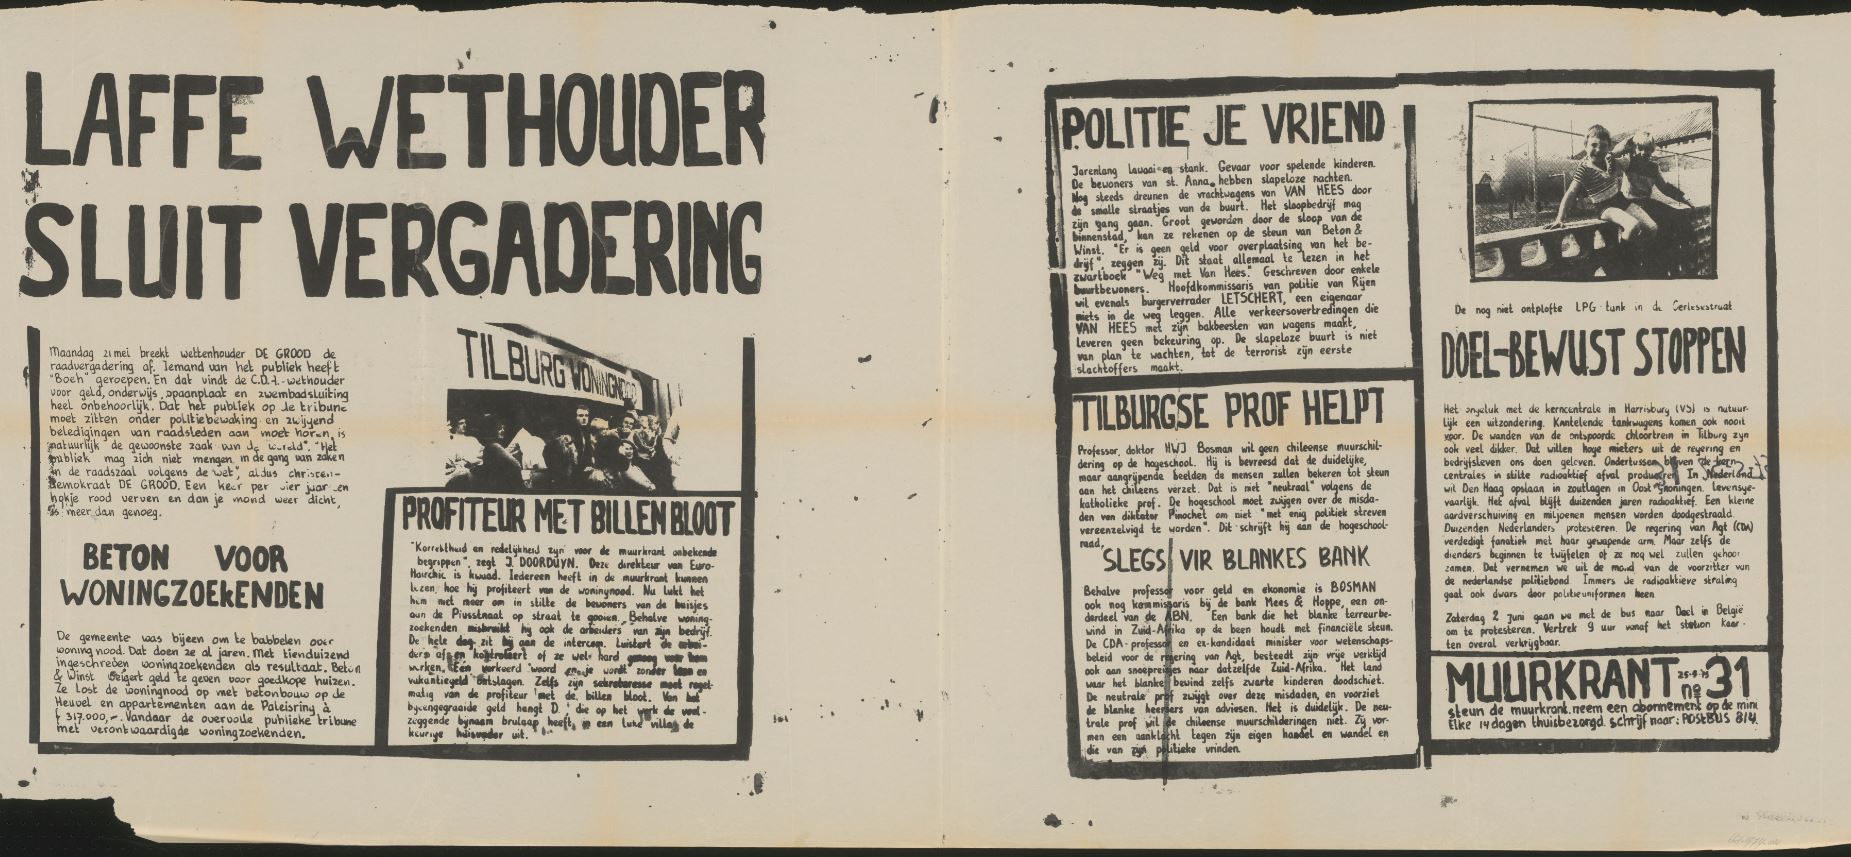 LAFFE WETHOUDER
SLUIT VERGADERING
Maandag 21 mei breekt wethouder DE GROOD de
raadvergadering af. Iemand van het publiek heeft
"Boeh" geroepen. En dat vindt de C.D.A.-wethouder
voor geld, onderwijs, spaanplaat en zwembadsluiting
heel onbehoorlijk. Dat het publiek op de tribune
moet zitten onder politiebewaking en zwijgend
beledigingen van raadsleden aan moet horen, is
natuurlijk "de gewoonste zaak van de wereld". "Het
publiek mag zich niet mengen in de gang van zaken
in de raadszaal volgens de wet", aldus christen-
demokraat DE GROOD. Een keer per vier jaar een
hokje rood verven en dan je mond weer dicht,
is meer dan genoeg.
BETON VOOR
WONINGZOEKENDEN
De gemeente was bijeen om te babbelen over
woningnood. Dat doen ze al jaren. Met tienduizend
ingeschreven woningzoekenden als resultaat. Beton
& Winst weigert geld te geven voor goedkope huizen.
Ze lost de woningnood op met betonbouw op de
Heuvel en appartementen aan de Paleisring à
f 317.000,-. Vandaar de overvolle publieke tribune
met verontwaardigde woningzoekenden.
TILBURG WONINGNOOD
PROFITEUR MET BILLEN BLOOT
"Korrektheid en redelijkheid zijn voor de muurkrant onbekende
begrippen", zegt J. DOORDUYN. Deze direkteur van Euro-
Hairchic is kwaad. Iedereen heeft in de muurkrant kunnen
lezen, hoe hij profiteert van de woningnood. Nu lukt het
hem niet meer om in stilte de bewoners van de huisjes
aan de Piusstraat op straat te gooien. Behalve woning-
zoekenden misbruikt hij ook de arbeiders van zijn bedrijf.
De hele dag zit hij aan de intercom. Luistert de arbei-
ders af en kontroleert of ze wel hard genoeg voor hem
werken. Een verkeerd woord en je wordt zonder loon en
vakantiegeld ontslagen. Zelfs zijn sekretaresse moet regel-
matig van de profiteur met de billen bloot. Van het
bijeengegraaide geld hangt D., die op het werk de veel-
zeggende bijnaam brulaap heeft, in een luxe villa de
keurige huisvader uit.
POLITIE JE VRIEND
Jarenlang lawaai en stank. Gevaar voor spelende kinderen.
De bewoners van st. Anna hebben slapeloze nachten.
Nog steeds dreunen de vrachtwagens van VAN HEES door
de smalle straatjes van de buurt. Het sloopbedrijf mag
zijn gang gaan. Groot geworden door de sloop van de
binnenstad, kan ze rekenen op de steun van Beton &
Winst. "Er is geen geld voor overplaatsing van het be-
drijf", zeggen zij. Dit staat allemaal te lezen in het
zwartboek "Weg met Van Hees." Geschreven door enkele
buurtbewoners. Hoofdkommissaris van politie van Rijen
wil evenals burgerverrader LETSCHERT, een eigenaar
niets in de weg leggen. Alle verkeersovertredingen die
VAN HEES met zijn bakbeesten van wagens maakt,
leveren geen bekeuring op. De slapeloze buurt is niet
van plan te wachten, tot de terrorist zijn eerste
slachtoffers maakt.
TILBURGSE PROF HELPT
Professor, doktor HWJ Bosman wil geen chileense muurschil-
dering op de hogeschool. Hij is bevreesd dat de duidelijke,
maar aangrijpende beelden de mensen zullen bekeren tot steun
aan het chileens verzet. Dat is niet "neutraal" volgens de
katholieke prof. De hogeschool moet zwijgen over de misda-
den van diktator Pinochet om niet "met enig politiek streven
vereenzelvigd te worden". Dit schrijft hij aan de hogeschool-
raad.
SLEGS VIR BLANKES BANK
Behalve professor voor geld en ekonomie is BOSMAN
ook nog kommissaris bij de bank Mees & Hoppe, een on-
derdeel van de ABN. Een bank die het blanke terreurbe-
wind in Zuid-Afrika op de been houdt met financiële steun.
De CDA-professor en ex-kandidaat minister voor wetenschaps-
beleid voor de regering van Agt, besteedt zijn vrije werktijd
ook aan snoepreisjes naar datzelfde Zuid-Afrika. Het land
waar het blanke bewind zelfs zwarte kinderen doodschiet.
De neutrale prof zwijgt over deze misdaden, en voorziet
de blanke heersers van adviesen. Het is duidelijk. De neu-
trale prof wil de chileense muurschilderingen niet. Zij vor-
men een aanklacht tegen zijn eigen handel en wandel en
die van zijn politieke vrinden.
De nog niet ontplofte LPG-tank in de
DOEL-BEWUST STOPPEN
Het ongeluk met de kerncentrale in Harrisburg (VS) is natuur-
lijk een uitzondering. Kantelende tankwagens komen ook nooit
voor. De wanden van de ontspoorde chloortrein in Tilburg zijn
ook veel dikker. Dat willen hoge mieters uit de regering en
bedrijfsleven ons doen geloven. Ondertussen blijven de kern-
centrales in stilte radioaktief afval produceren. In Nederland
wil Den Haag opslaan in zoutlagen in Oost Groningen. Levensge-
vaarlijk. Het afval blijft duizenden jaren radioaktief. Een kleine
aardverschuiving en miljoenen mensen worden doodgestraald.
Duizenden Nederlanders protesteren. De regering van Agt (CDA)
verdedigt fanatiek met haar gewapende arm. Maar zelfs de
dienders beginnen te twijfelen of ze nog wel zullen gehoor-
zamen. Dat vernemen we uit de mond van de voorzitter van
de nederlandse politiebond. Immers de radioaktieve straling
gaat ook dwars door politieuniformen heen
Zaterdag 2 juni gaan we met de bus naar Doel in België
om te protesteren. Vertrek 9 uur vanaf het station kaar-
ten overal verkrijgbaar.
MUURKRANT nº 31
steun de muurkrant. neem een abonnement op de mini
Elke 14 dagen thuisbezorgd. schrijf naar: POSTBUS 814.